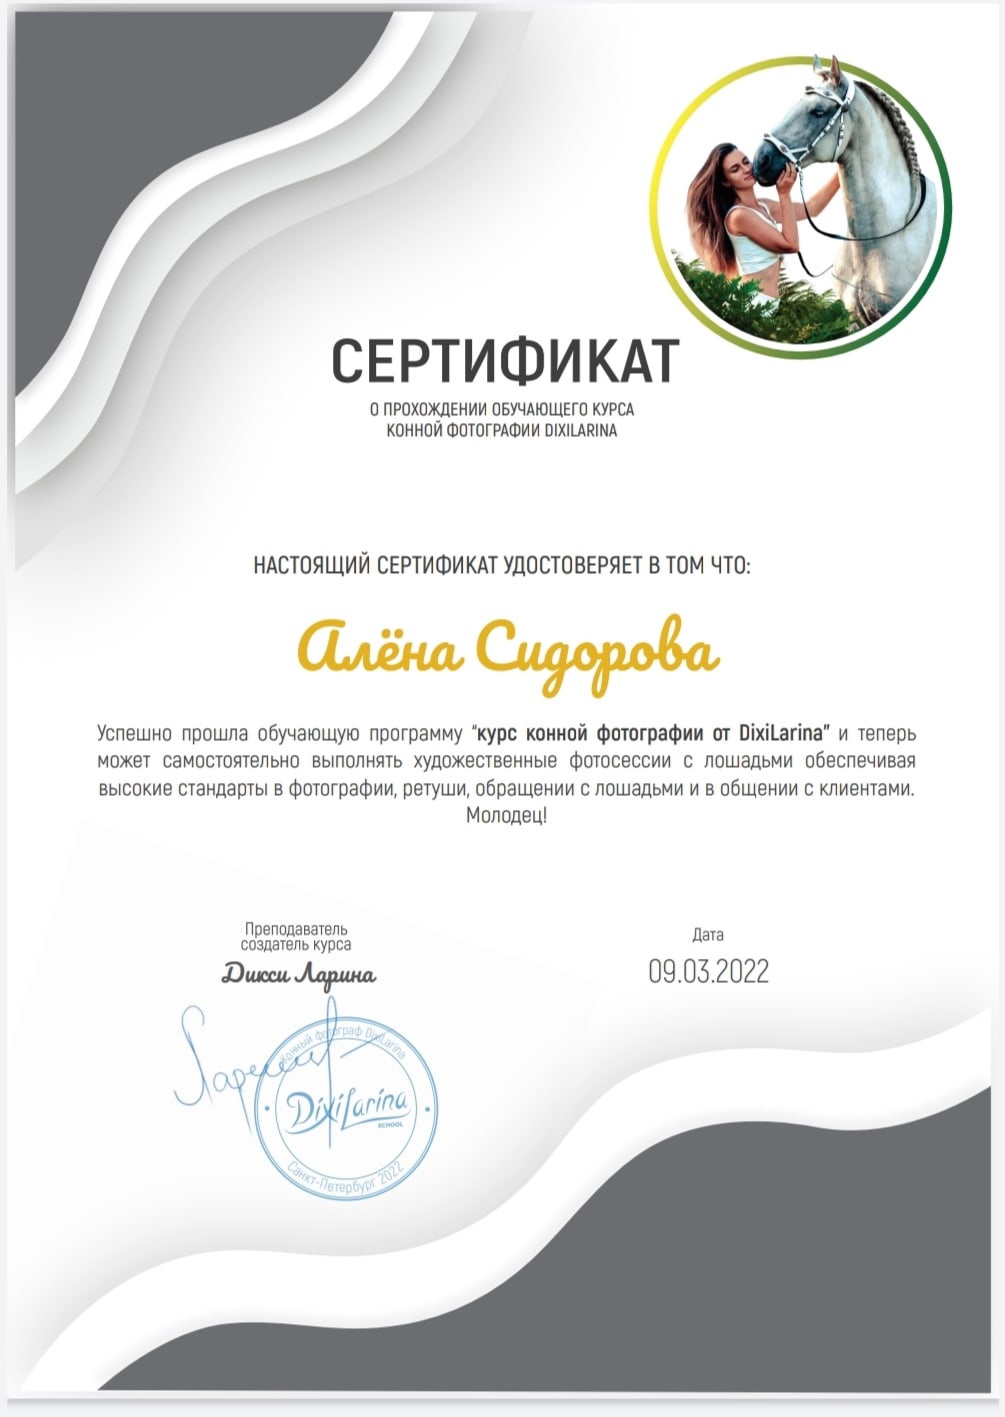 СЕРТИФИКАТ
О ПРОХОЖДЕНИИ ОБУЧАЮЩЕГО КУРСА
КОННОЙ ФОТОГРАФИИ DIXILARINA
НАСТОЯЩИЙ СЕРТИФИКАТ УДОСТОВЕРЯЕТ В ТОМ ЧТО:
Алёна Сидорова
Успешно прошла обучающую программу “курс конной фотографии от DixiLarina” и теперь
может самостоятельно выполнять художественные фотосессии с лошадьми обеспечивая
высокие стандарты в фотографии, ретуши, обращении с лошадьми и в общении с клиентами.
Молодец!
Преподаватель
создатель курса
Дикси Ларина
Дата
09.03.2022
Конный фотограф DixiLarina
DixiLarina
SCHOOL
Санкт-Петербург 2022